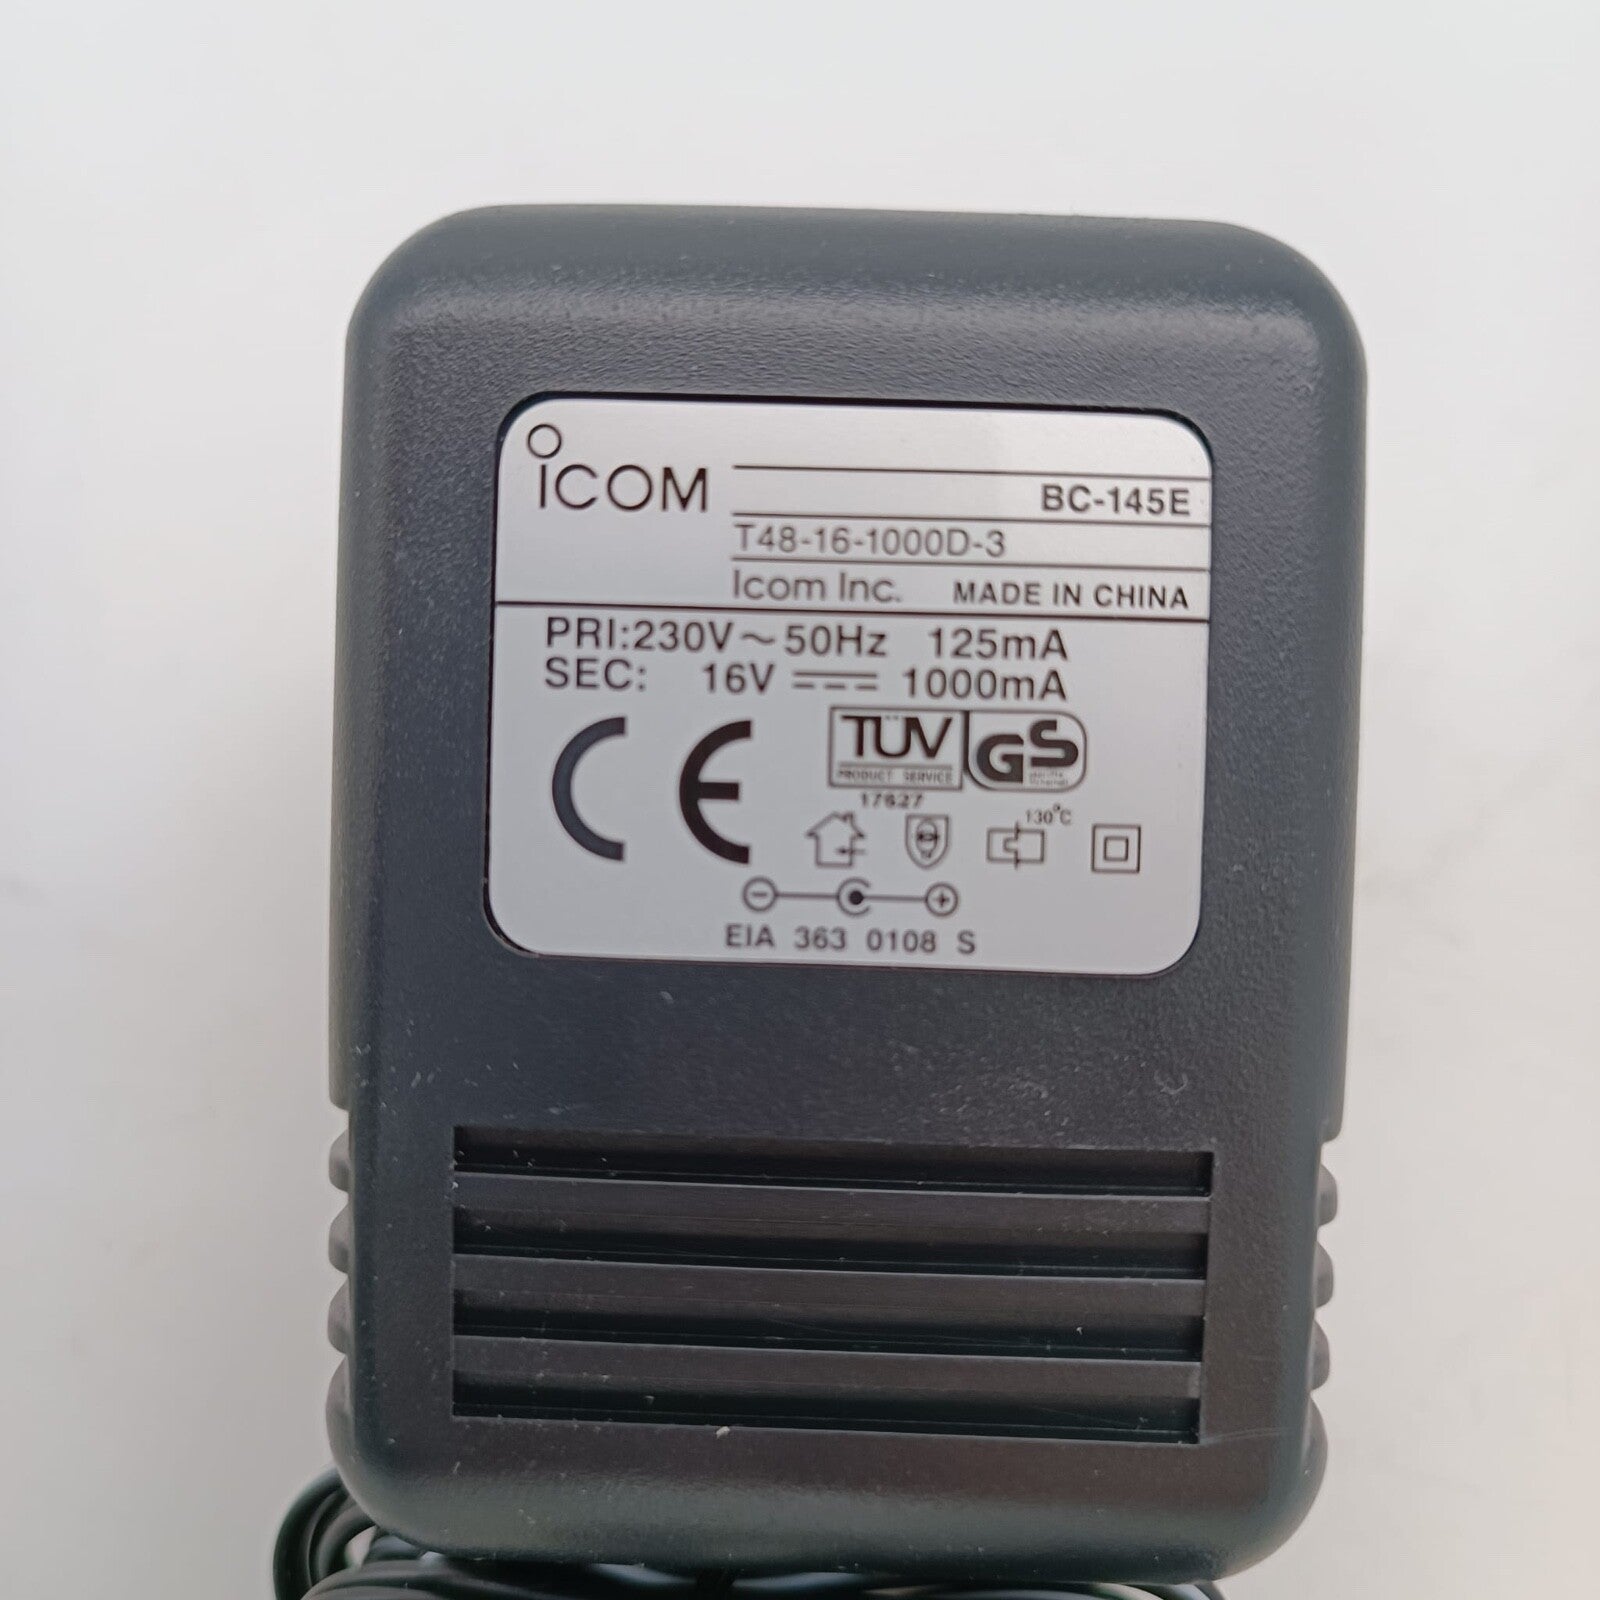 iCOM
BC-145E
T48-16-1000D-3
Icom Inc. MADE IN CHINA
PRI:230V~50Hz 125mA
SEC: 16V 1000mA
CE
TÜV
PRODUCT SERVICE
GS
17627
130°C
EIA 363 0108 S